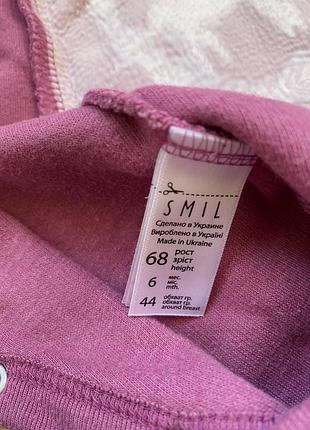 SMIL
Сделано в Украине
Вироблено в Україні
Made in Ukraine
68 рост
зріст
height
6 мес.
міс.
mth.
44 обхват гр.
обхват гр.
around breast